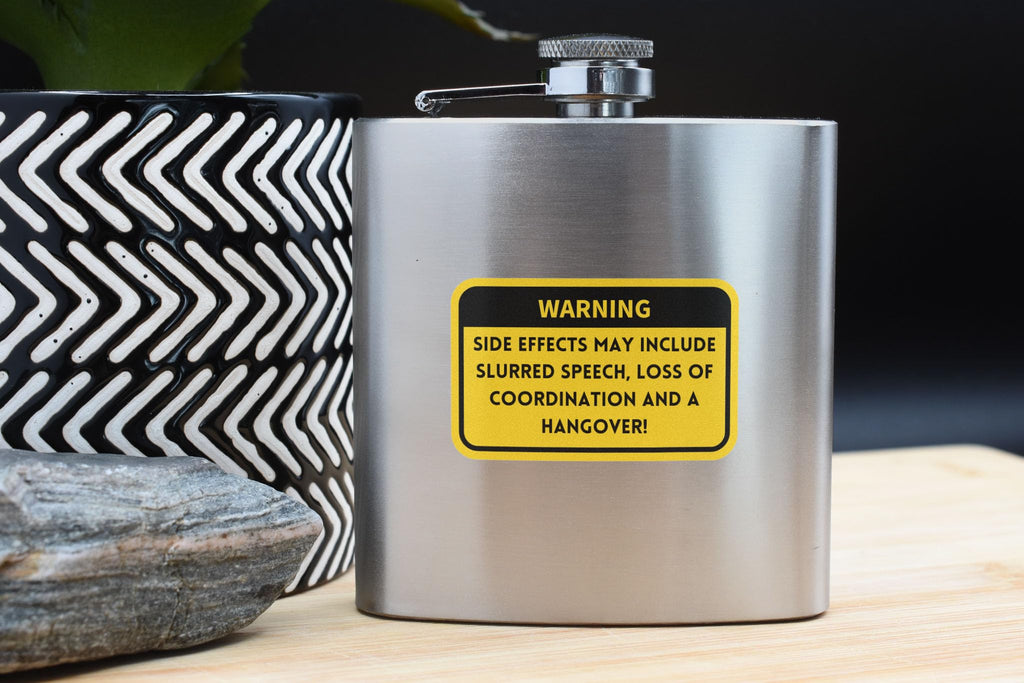 WARNING
SIDE EFFECTS MAY INCLUDE
SLURRED SPEECH, LOSS OF
COORDINATION AND A
HANGOVER!